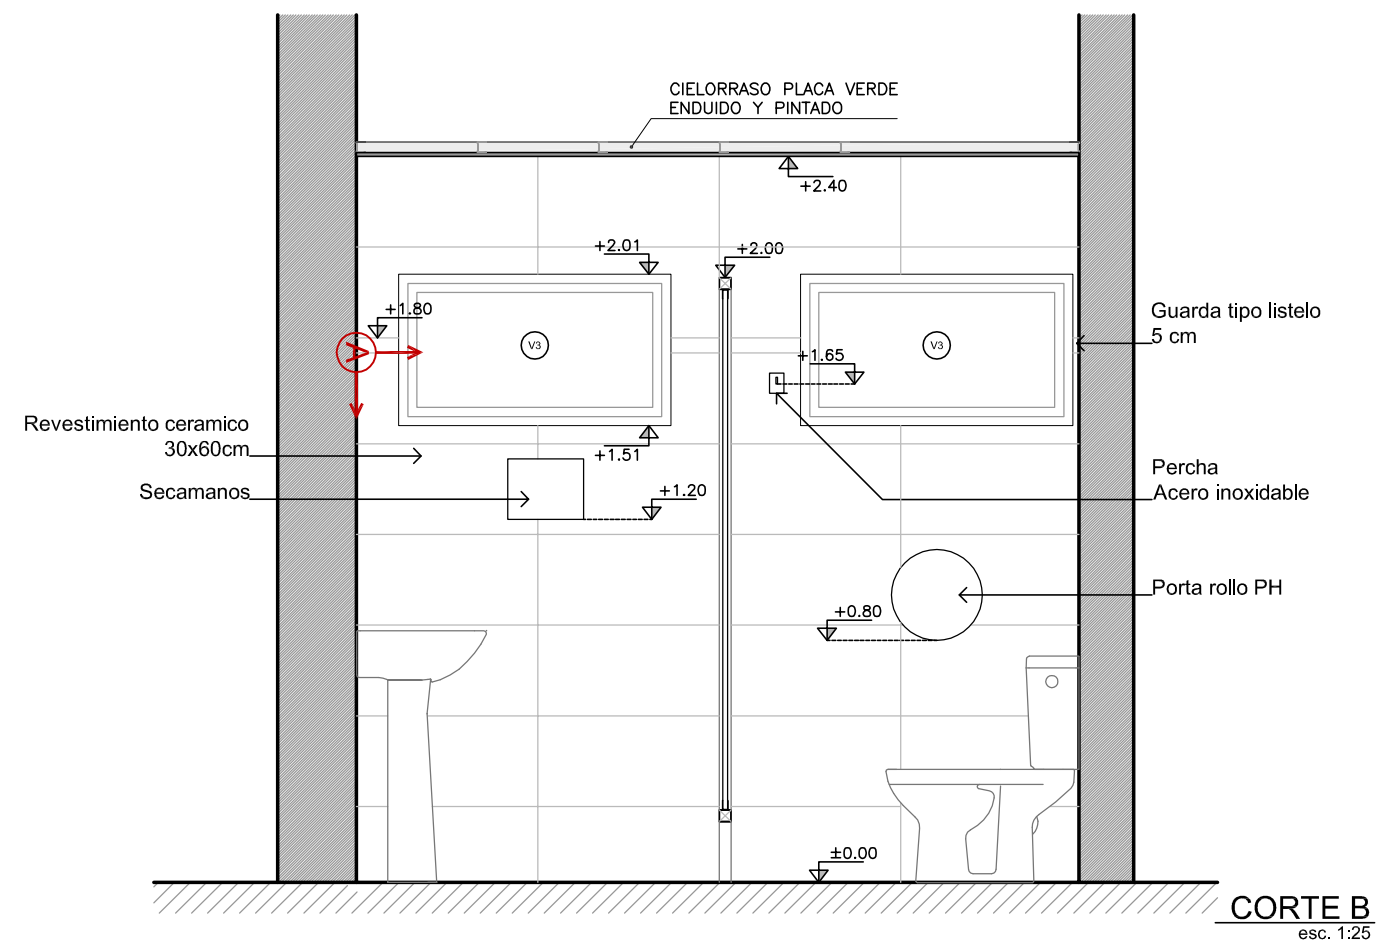 CIELORRASO PLACA VERDE
ENDUIDO Y PINTADO
+2.40
+2.01
+2.00
+1.80
A
V3
V3
Guarda tipo listelo
5 cm
+1.65
Revestimiento ceramico
30x60cm
+1.51
Percha
Acero inoxidable
Secamanos
+1.20
Porta rollo PH
+0.80
±0.00
CORTE B
esc. 1:25